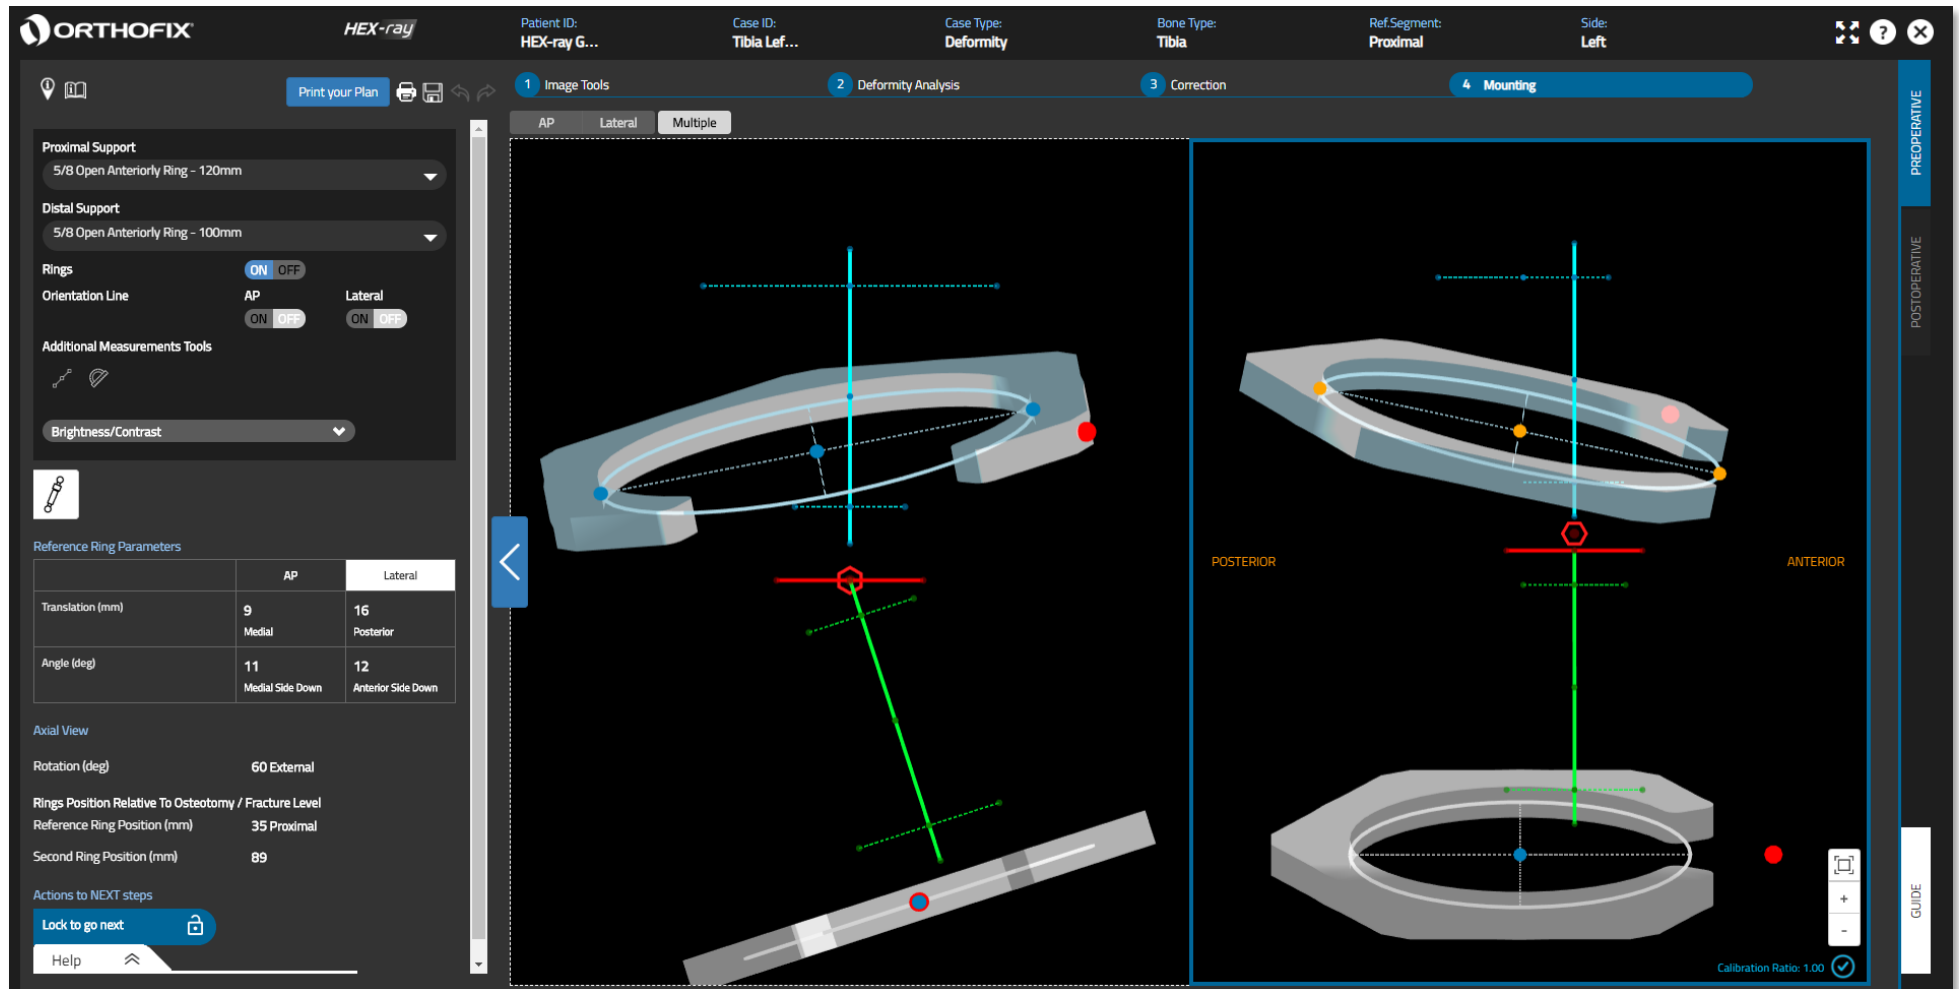 ORTHOFIX
HEX-ray
Patient ID:
HEX-ray G...
Case ID:
Tibia Lef...
Case Type:
Deformity
Bone Type:
Tibia
Ref.Segment:
Proximal
Side:
Left
?
Print your Plan
1 Image Tools
2 Deformity Analysis
3 Correction
4 Mounting
AP
Lateral
Multiple
Proximal Support
5/8 Open Anteriorly Ring - 120mm
Distal Support
5/8 Open Anteriorly Ring - 100mm
Rings
ON OFF
Orientation Line
AP
Lateral
ON OFF
ON OFF
Additional Measurements Tools
Brightness/Contrast
Reference Ring Parameters
AP
Lateral
Translation (mm)
9
Medial
16
Posterior
Angle (deg)
11
Medial Side Down
12
Anterior Side Down
Axial View
Rotation (deg)
60 External
Rings Position Relative To Osteotomy / Fracture Level
Reference Ring Position (mm)
35 Proximal
Second Ring Position (mm)
89
Actions to NEXT steps
Lock to go next
Help
POSTERIOR
ANTERIOR
+
-
Calibration Ratio: 1.00
PREOPERATIVE
POSTOPERATIVE
GUIDE